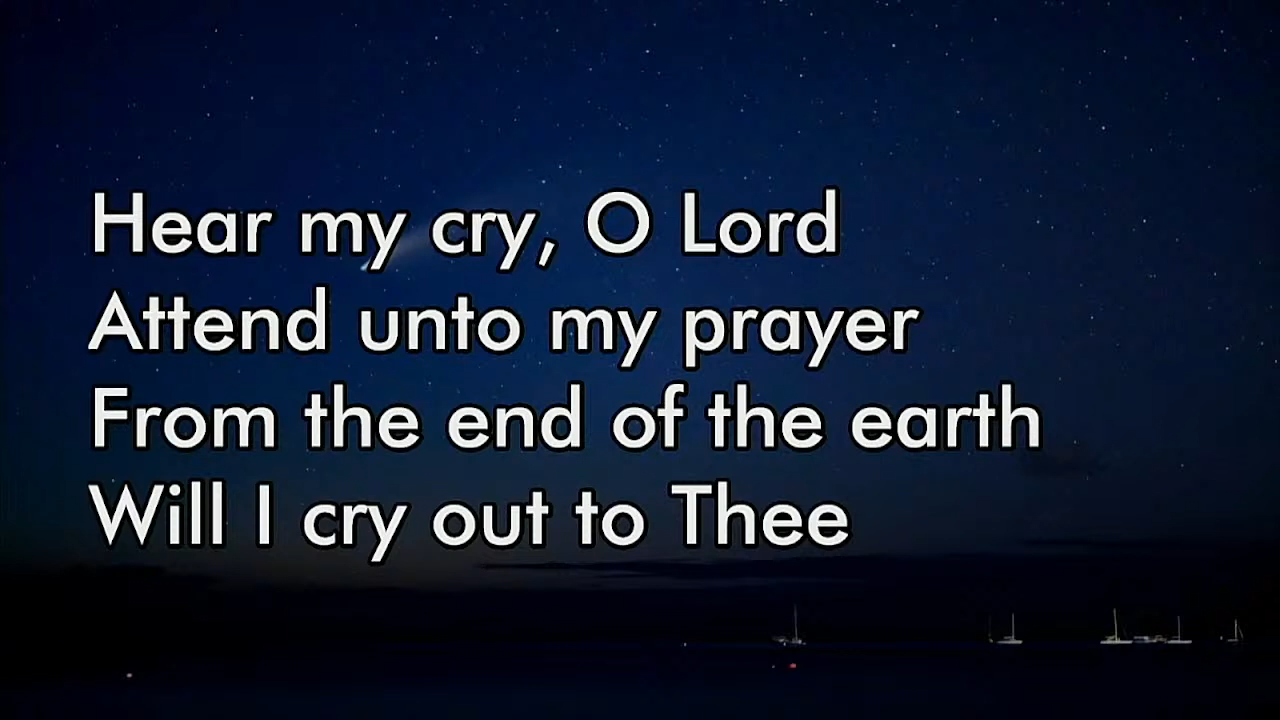 Hear my cry, O Lord
Attend unto my prayer
From the end of the earth
Will I cry out to Thee